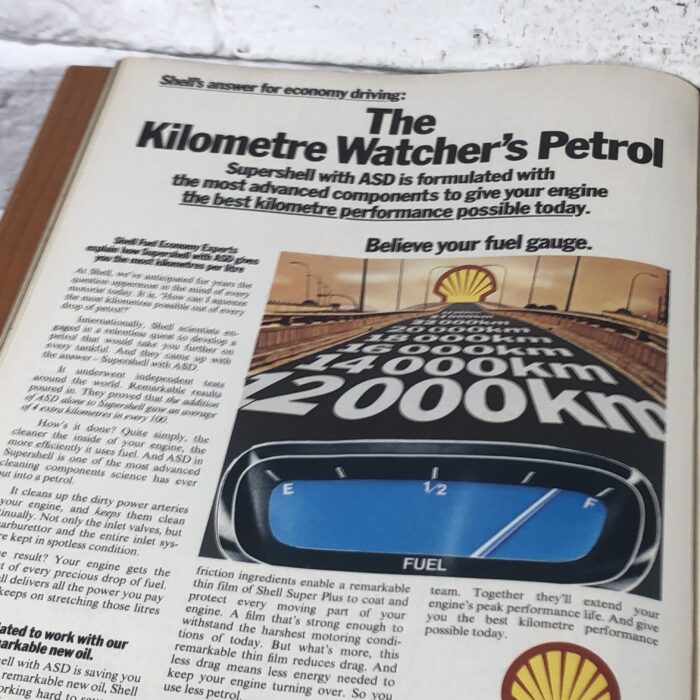 Shell's answer for economy driving:
The
Kilometre Watcher's Petrol
Supershell with ASD is formulated with
the most advanced components to give your engine
the best kilometre performance possible today.
Shell Fuel Economy Experts
explain how Supershell with ASD gives
you the most kilometres per litre
At Shell, we've anticipated for years the
question uppermost in the mind of every
motorist today. It is, "How can I squeeze
the most kilometres possible out of every
drop of petrol?"
Internationally, Shell scientists en-
gaged in a relentless quest to develop a
petrol that would take you further on
every tankful. And they came up with
the answer – Supershell with ASD.
It underwent independent tests
around the world. Remarkable results
poured in. They proved that the addition
of ASD alone to Supershell gave an average
of 4 extra kilometres in every 100.
How's it done? Quite simply, the
cleaner the inside of your engine, the
more efficiently it uses fuel. And ASD in
Supershell is one of the most advanced
cleaning components science has ever
put into a petrol.
It cleans up the dirty power arteries
your engine, and keeps them clean
tinually. Not only the inlet valves, but
arburettor and the entire inlet sys-
re kept in spotless condition.
e result? Your engine gets the
t of every precious drop of fuel.
ll delivers all the power you pay
keeps on stretching those litres
ated to work with our
arkable new oil.
ell with ASD is saving you
remarkable new oil, Shell
orking hard to
Believe your fuel gauge.
22000km
20000km
18000km
16000km
14000km
12000km
E
1/2
F
FUEL
friction ingredients enable a remarkable
thin film of Shell Super Plus to coat and
protect every moving part of your
engine. A film that's strong enough to
withstand the harshest motoring condi-
tions of today. But what's more, this
remarkable thin film reduces drag. And
less drag means less energy needed to
keep your engine turning over. So you
use less petrol.
team. Together they'll extend your
engine's peak performance life. And give
you the best kilometre performance
possible today.